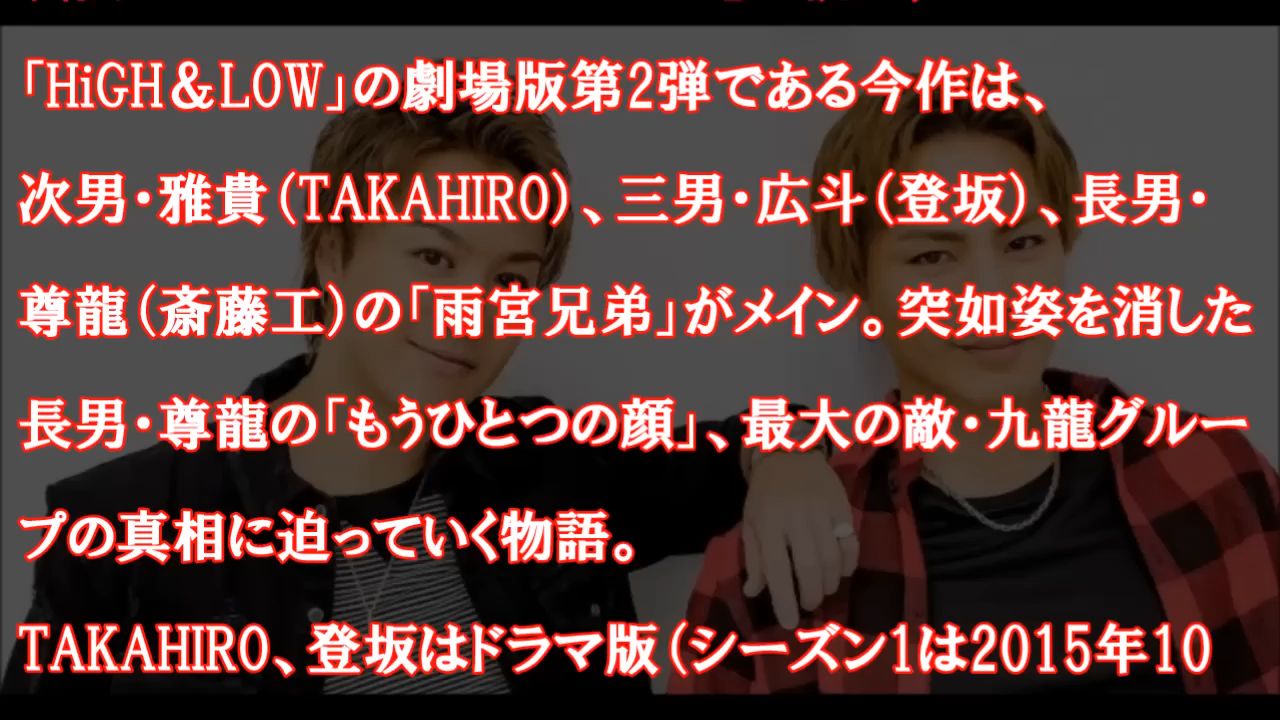 「HiGH＆LOW」の劇場版第2弾である今作は、
次男・雅貴（TAKAHIRO）、三男・広斗（登坂）、長男・
尊龍（斎藤工）の「雨宮兄弟」がメイン。突如姿を消した
長男・尊龍の「もうひとつの顔」、最大の敵・九龍グルー
プの真相に迫っていく物語。
TAKAHIRO、登坂はドラマ版（シーズン1は2015年10